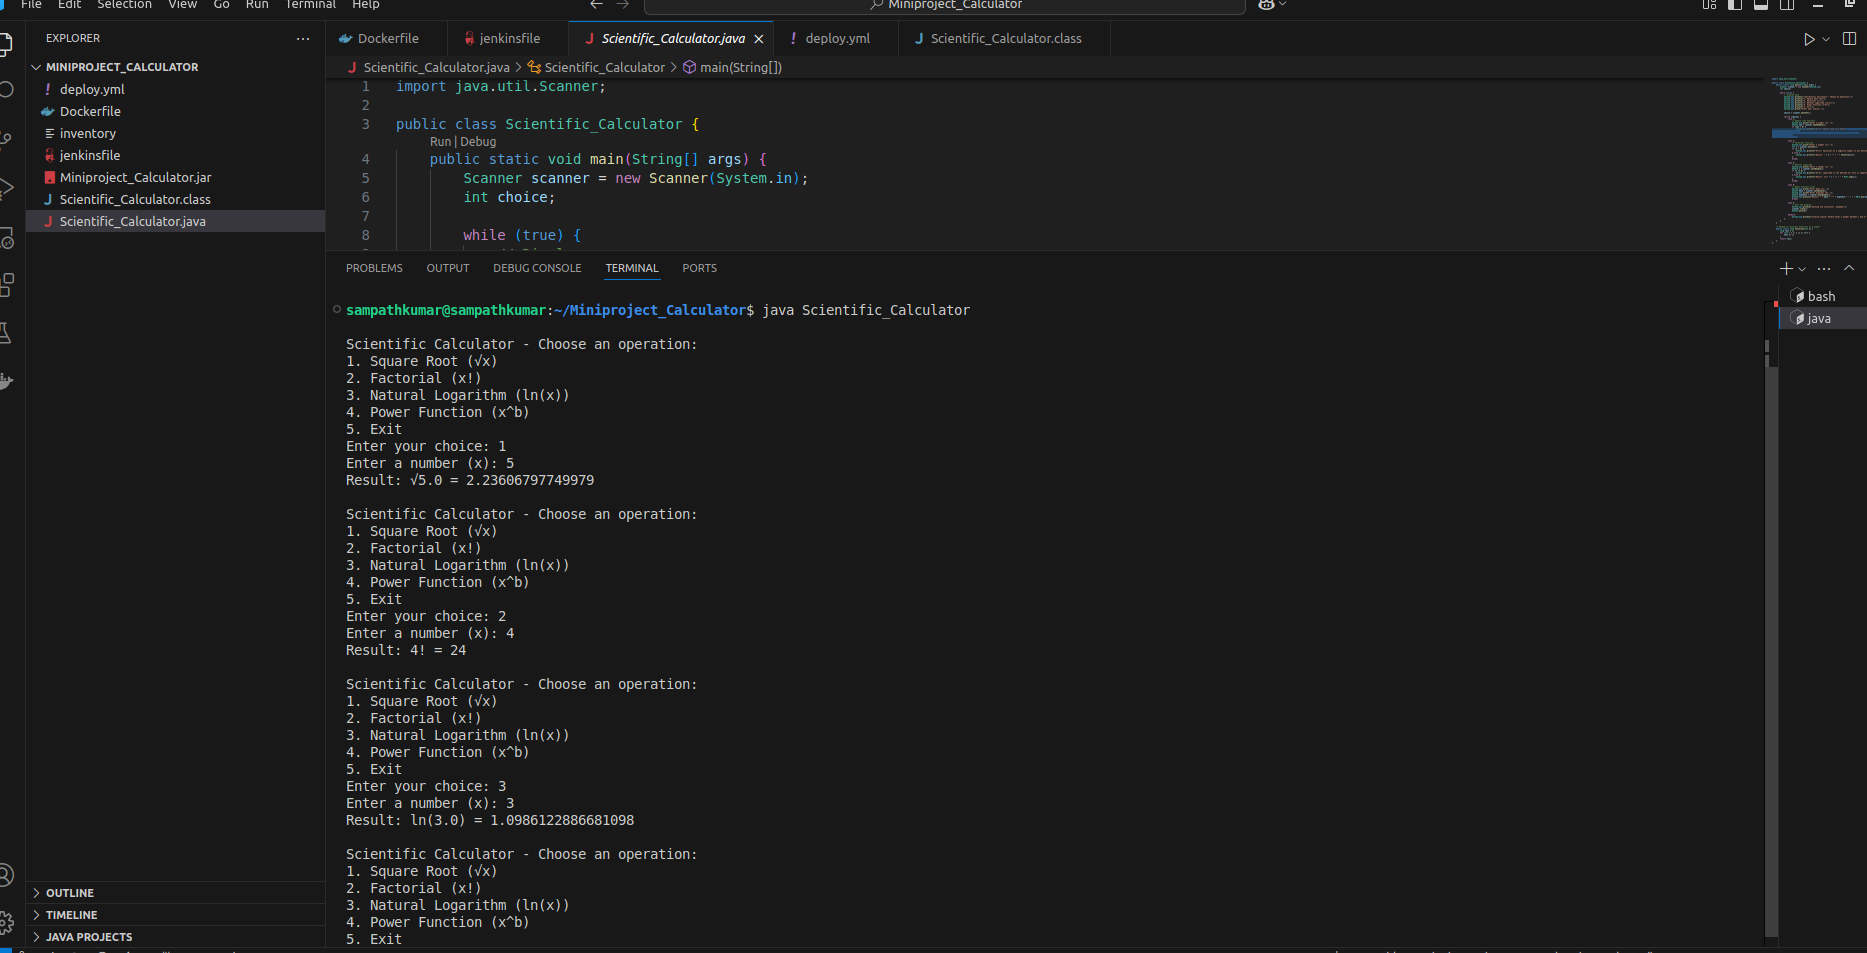 File Edit Selection View Go Run Terminal Help
Miniproject_Calculator
EXPLORER
MINIPROJECT_CALCULATOR
deploy.yml
Dockerfile
inventory
jenkinsfile
Miniproject_Calculator.jar
Scientific_Calculator.class
Scientific_Calculator.java
OUTLINE
TIMELINE
JAVA PROJECTS
Dockerfile jenkinsfile Scientific_Calculator.java deploy.yml Scientific_Calculator.class
Scientific_Calculator.java > Scientific_Calculator > main(String[])
1 import java.util.Scanner;
2
3 public class Scientific_Calculator {
Run | Debug
4 public static void main(String[] args) {
5 Scanner scanner = new Scanner(System.in);
6 int choice;
7
8 while (true) {
PROBLEMS OUTPUT DEBUG CONSOLE TERMINAL PORTS
bash
java
sampathkumar@sampathkumar:~/Miniproject_Calculator$ java Scientific_Calculator
Scientific Calculator - Choose an operation:
1. Square Root (√x)
2. Factorial (x!)
3. Natural Logarithm (ln(x))
4. Power Function (x^b)
5. Exit
Enter your choice: 1
Enter a number (x): 5
Result: √5.0 = 2.23606797749979
Scientific Calculator - Choose an operation:
1. Square Root (√x)
2. Factorial (x!)
3. Natural Logarithm (ln(x))
4. Power Function (x^b)
5. Exit
Enter your choice: 2
Enter a number (x): 4
Result: 4! = 24
Scientific Calculator - Choose an operation:
1. Square Root (√x)
2. Factorial (x!)
3. Natural Logarithm (ln(x))
4. Power Function (x^b)
5. Exit
Enter your choice: 3
Enter a number (x): 3
Result: ln(3.0) = 1.0986122886681098
Scientific Calculator - Choose an operation:
1. Square Root (√x)
2. Factorial (x!)
3. Natural Logarithm (ln(x))
4. Power Function (x^b)
5. Exit